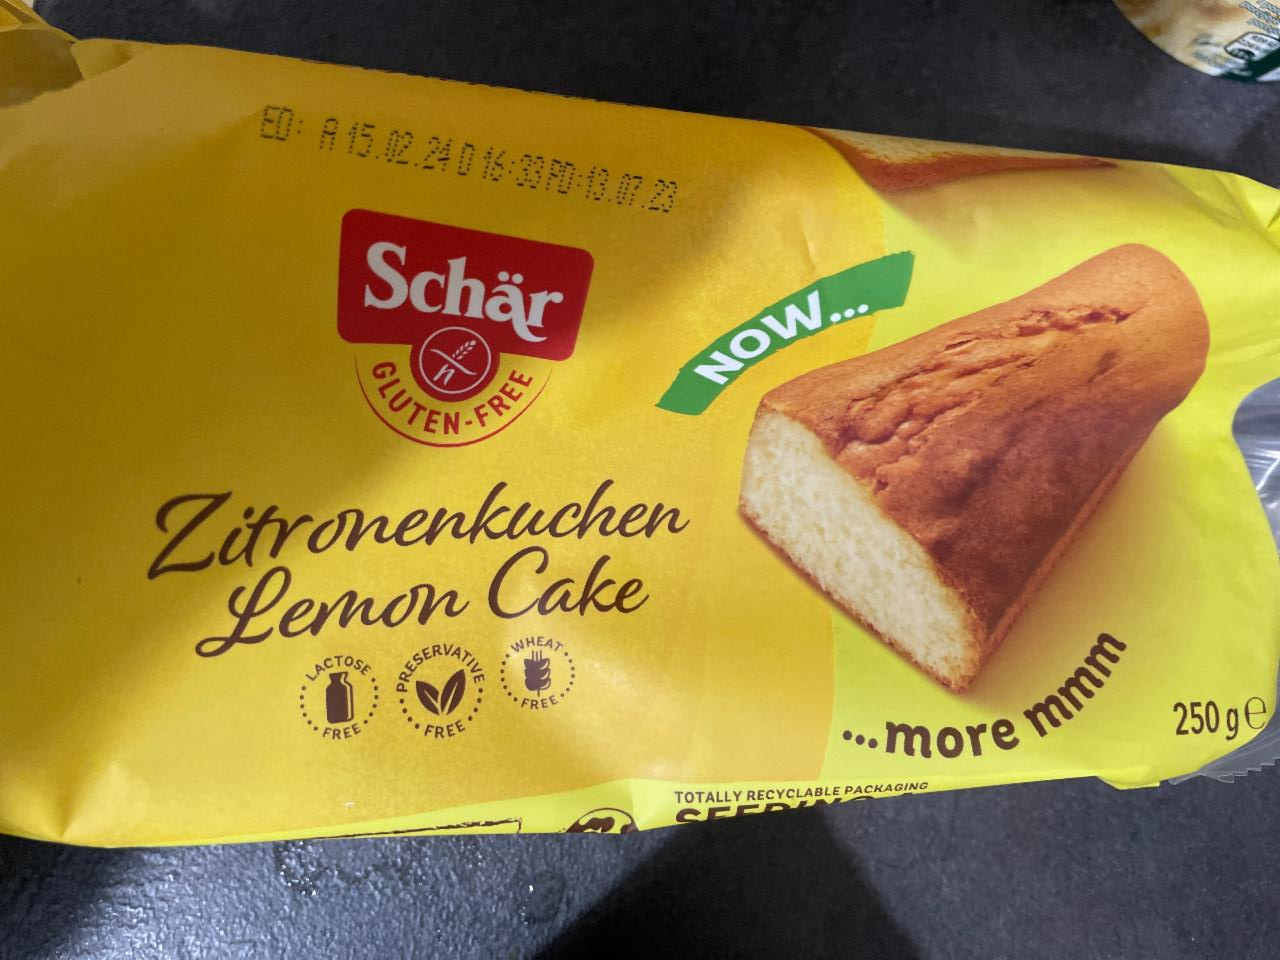 ED: A 15.02.24 D 16:33 PD:13.07.23
Schär
GLUTEN-FREE
NOW...
Zitronenkuchen
Lemon Cake
LACTOSE FREE
PRESERVATIVE FREE
WHEAT FREE
...more mmm
250 g e
TOTALLY RECYCLABLE PACKAGING